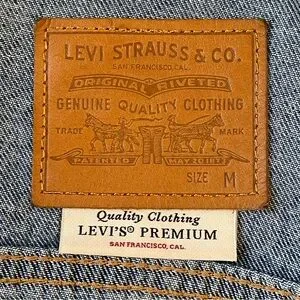 LEVI STRAUSS & CO.
SAN FRANCISCO, CAL.
ORIGINAL RIVETED
GENUINE QUALITY CLOTHING
TRADE MARK
PATENTED MAY 20 1873
SIZE M
Quality Clothing
LEVI'S® PREMIUM
SAN FRANCISCO, CAL.